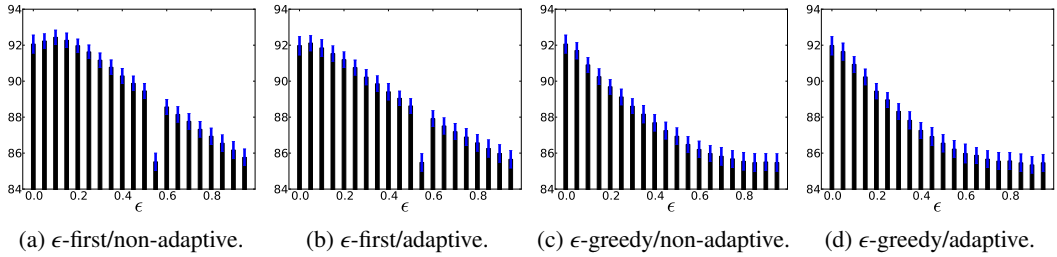 94 94 94 94
92 92 92 92
90 90 90 90
88 88 88 88
86 86 86 86
84 84 84 84
0.0 0.2 0.4 0.6 0.8 0.0 0.2 0.4 0.6 0.8 0.0 0.2 0.4 0.6 0.8 0.0 0.2 0.4 0.6 0.8
ϵ ϵ ϵ ϵ
(a) ϵ-first/non-adaptive. (b) ϵ-first/adaptive. (c) ϵ-greedy/non-adaptive. (d) ϵ-greedy/adaptive.